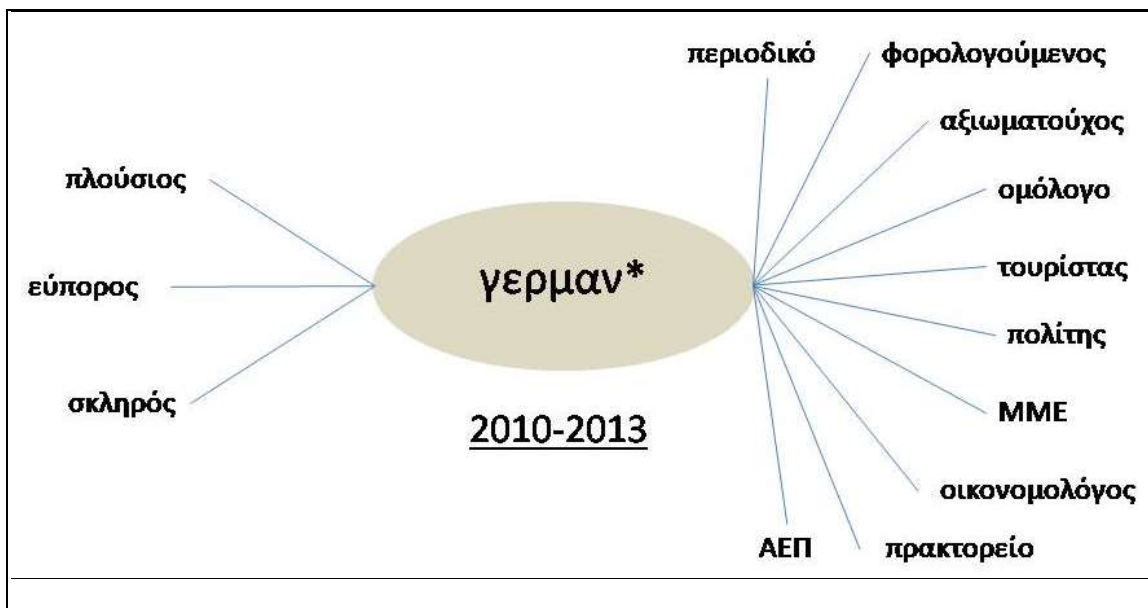 περιοδικό
φορολογούμενος
αξιωματούχος
πλούσιος
ομόλογο
γερμαν*
τουρίστας
εύπορος
πολίτης
σκληρός
ΜΜΕ
2010-2013
οικονομολόγος
ΑΕΠ
πρακτορείο